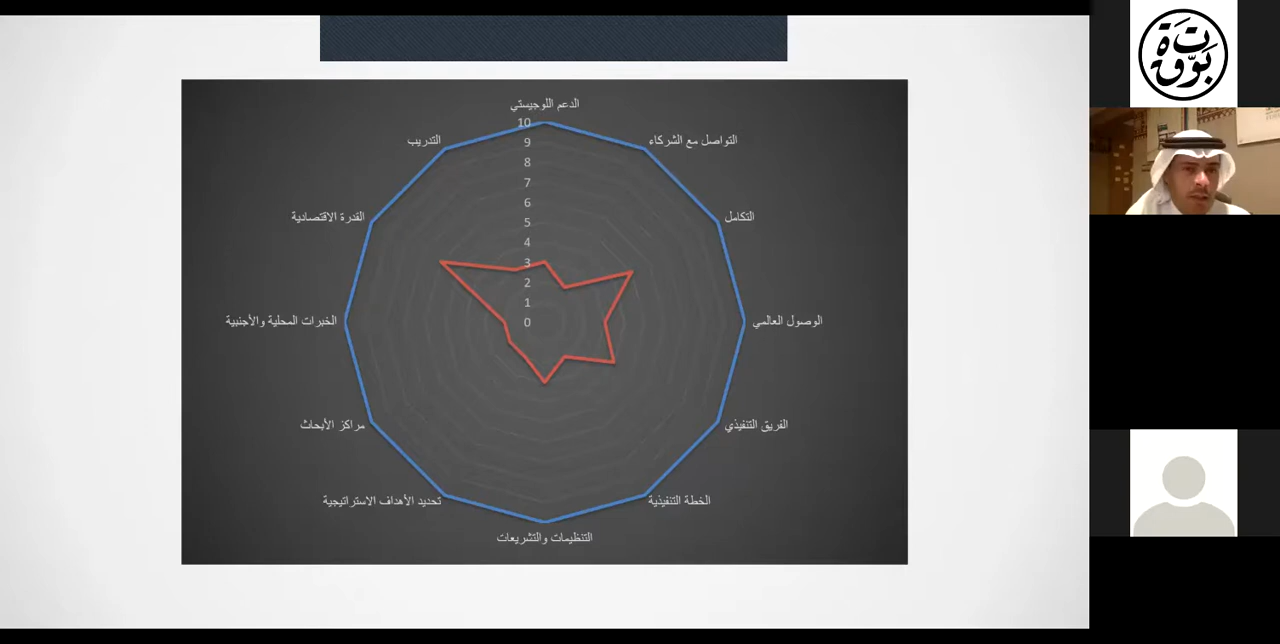 الدعم اللوجيستي
التواصل مع الشركاء
التكامل
الوصول العالمي
الفريق التنفيذي
الخطة التنفيذية
التنظيمات والتشريعات
تحديد الأهداف الاستراتيجية
مراكز الأبحاث
الخبرات المحلية والأجنبية
القدرة الاقتصادية
التدريب
10
9
8
7
6
5
4
3
2
1
0